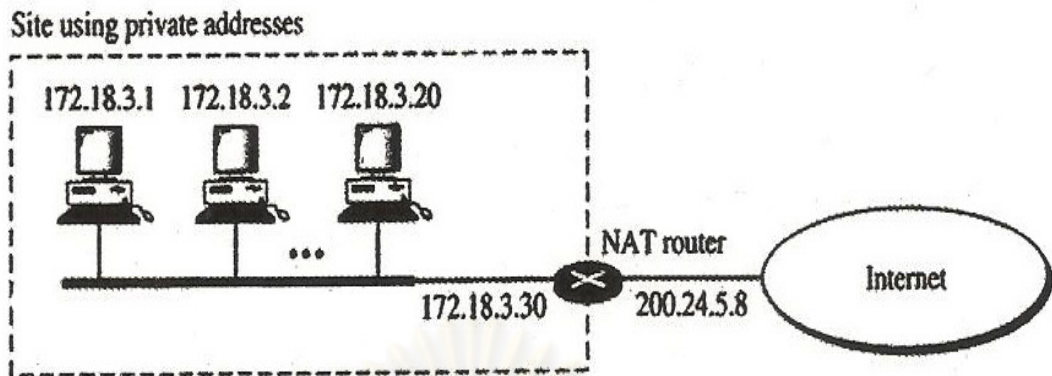 Site using private addresses
172.18.3.1 172.18.3.2 172.18.3.20
NAT router
172.18.3.30 200.24.5.8
Internet